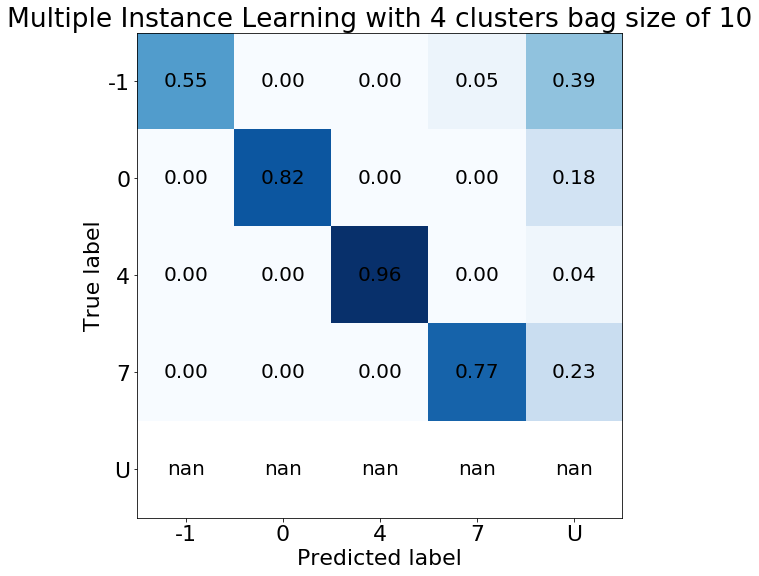 Multiple Instance Learning with 4 clusters bag size of 10
-1 0.55 0.00 0.00 0.05 0.39
0 0.00 0.82 0.00 0.00 0.18
4 0.00 0.00 0.96 0.00 0.04
7 0.00 0.00 0.00 0.77 0.23
U nan nan nan nan nan
-1 0 4 7 U
Predicted label
True label